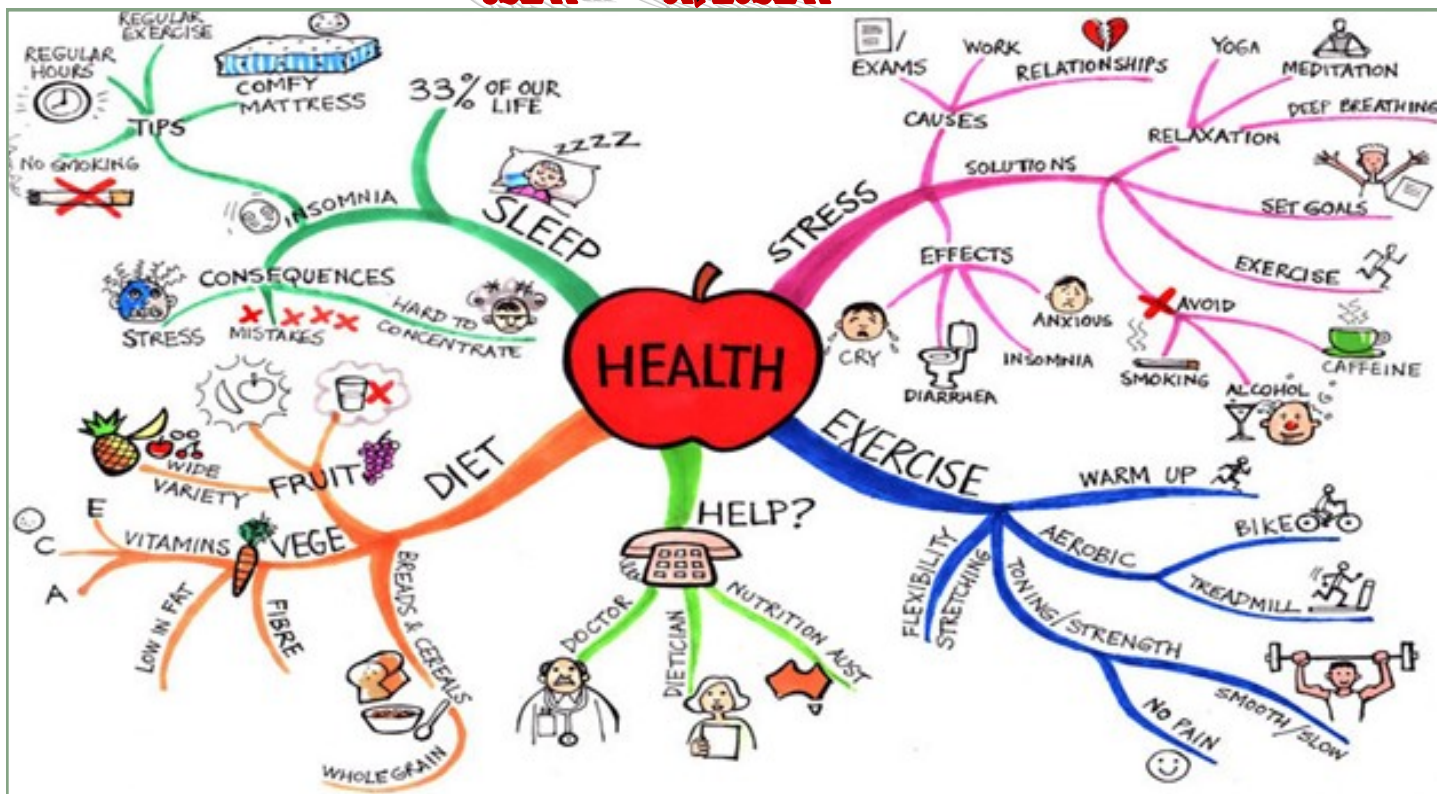 REGULAR
EXERCISE
REGULAR
HOURS
COMFY
MATTRESS
TIPS
NO SMOKING
33% OF OUR
LIFE
ZZZZ
SLEEP
INSOMNIA
CONSEQUENCES
STRESS
MISTAKES
HARD TO
CONCENTRATE
EXAMS
WORK
RELATIONSHIPS
CAUSES
YOGA
MEDITATION
DEEP BREATHING
RELAXATION
SOLUTIONS
STRESS
SET GOALS
EXERCISE
EFFECTS
CRY
DIARRHEA
INSOMNIA
ANXIOUS
AVOID
SMOKING
ALCOHOL
CAFFEINE
HEALTH
DIET
FRUIT
WIDE
VARIETY
VEGE
VITAMINS
E
C
A
LOW IN FAT
FIBRE
BREADS & CEREALS
WHOLEGRAIN
HELP?
DOCTOR
DIETICIAN
NUTRITION AUST
EXERCISE
WARM UP
AEROBIC
BIKE
TREADMILL
FLEXIBILITY
STRETCHING
TONING/STRENGTH
SMOOTH/SLOW
NO PAIN